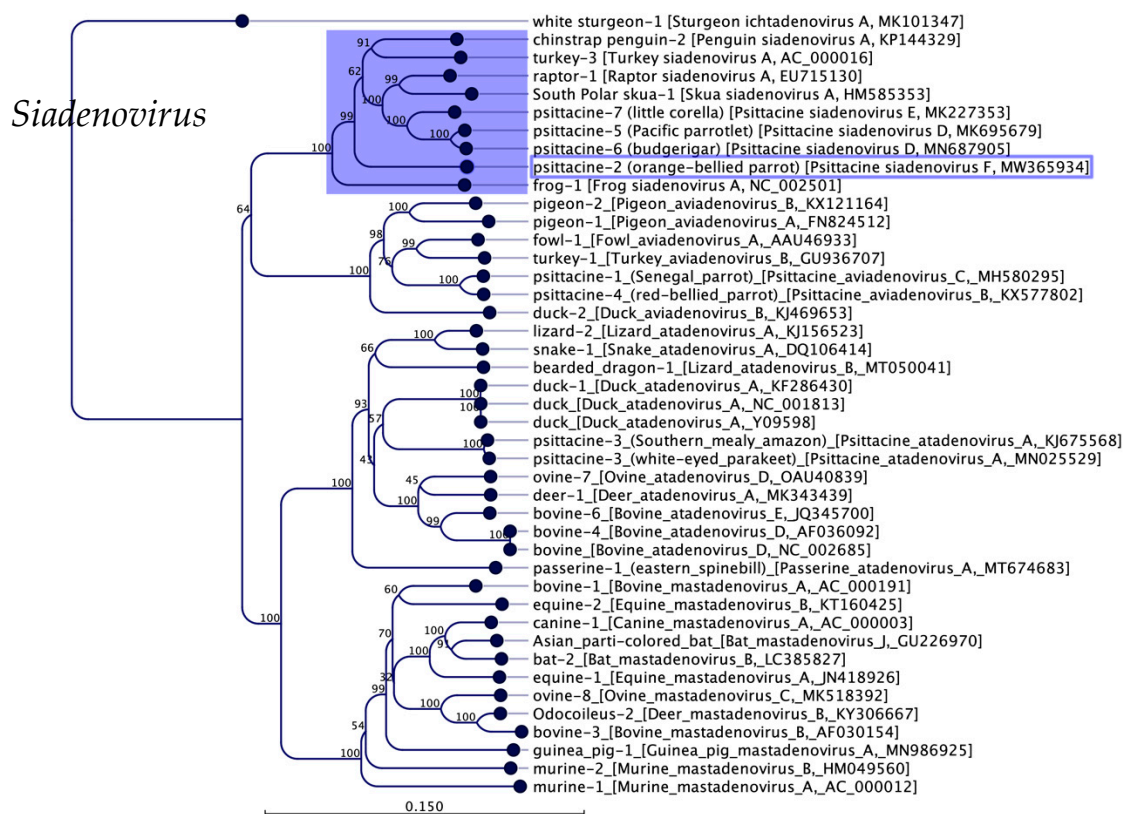 white sturgeon-1 [Sturgeon ichtadenovirus A, MK101347]
91
chinstrap penguin-2 [Penguin siadenovirus A, KP144329]
turkey-3 [Turkey siadenovirus A, AC_000016]
62
99
raptor-1 [Raptor siadenovirus A, EU715130]
100
South Polar skua-1 [Skua siadenovirus A, HM585353]
Siadenovirus
99
100
psittacine-7 (little corella) [Psittacine siadenovirus E, MK227353]
100
psittacine-5 (Pacific parrotlet) [Psittacine siadenovirus D, MK695679]
100
psittacine-6 (budgerigar) [Psittacine siadenovirus D, MN687905]
psittacine-2 (orange-bellied parrot) [Psittacine siadenovirus F, MW365934]
frog-1 [Frog siadenovirus A, NC_002501]
64
100
pigeon-2_[Pigeon_aviadenovirus_B,_KX121164]
pigeon-1_[Pigeon_aviadenovirus_A,_FN824512]
98
99
fowl-1_[Fowl_aviadenovirus_A,_AAU46933]
76
turkey-1_[Turkey_aviadenovirus_B,_GU936707]
100
100
psittacine-1_(Senegal_parrot)_[Psittacine_aviadenovirus_C,_MH580295]
psittacine-4_(red-bellied_parrot)_[Psittacine_aviadenovirus_B,_KX577802]
duck-2_[Duck_aviadenovirus_B,_KJ469653]
100
lizard-2_[Lizard_atadenovirus_A,_KJ156523]
66
snake-1_[Snake_atadenovirus_A,_DQ106414]
bearded_dragon-1_[Lizard_atadenovirus_B,_MT050041]
100
duck-1_[Duck_atadenovirus_A,_KF286430]
93
100
duck_[Duck_atadenovirus_A,_NC_001813]
57
duck_[Duck_atadenovirus_A,_Y09598]
100
psittacine-3_(Southern_mealy_amazon)_[Psittacine_atadenovirus_A,_KJ675568]
43
psittacine-3_(white-eyed_parakeet)_[Psittacine_atadenovirus_A,_MN025529]
100
45
ovine-7_[Ovine_atadenovirus_D,_OAU40839]
deer-1_[Deer_atadenovirus_A,_MK343439]
100
bovine-6_[Bovine_atadenovirus_E,_JQ345700]
99
100
bovine-4_[Bovine_atadenovirus_D,_AF036092]
bovine_[Bovine_atadenovirus_D,_NC_002685]
passerine-1_(eastern_spinebill)_[Passerine_atadenovirus_A,_MT674683]
60
bovine-1_[Bovine_mastadenovirus_A,_AC_000191]
equine-2_[Equine_mastadenovirus_B,_KT160425]
100
100
canine-1_[Canine_mastadenovirus_A,_AC_000003]
70
91
Asian_parti-colored_bat_[Bat_mastadenovirus_J,_GU226970]
100
bat-2_[Bat_mastadenovirus_B,_LC385827]
32
equine-1_[Equine_mastadenovirus_A,_JN418926]
99
100
ovine-8_[Ovine_mastadenovirus_C,_MK518392]
100
Odocoileus-2_[Deer_mastadenovirus_B,_KY306667]
54
bovine-3_[Bovine_mastadenovirus_B,_AF030154]
100
guinea_pig-1_[Guinea_pig_mastadenovirus_A,_MN986925]
murine-2_[Murine_mastadenovirus_B,_HM049560]
murine-1_[Murine_mastadenovirus_A,_AC_000012]
0.150